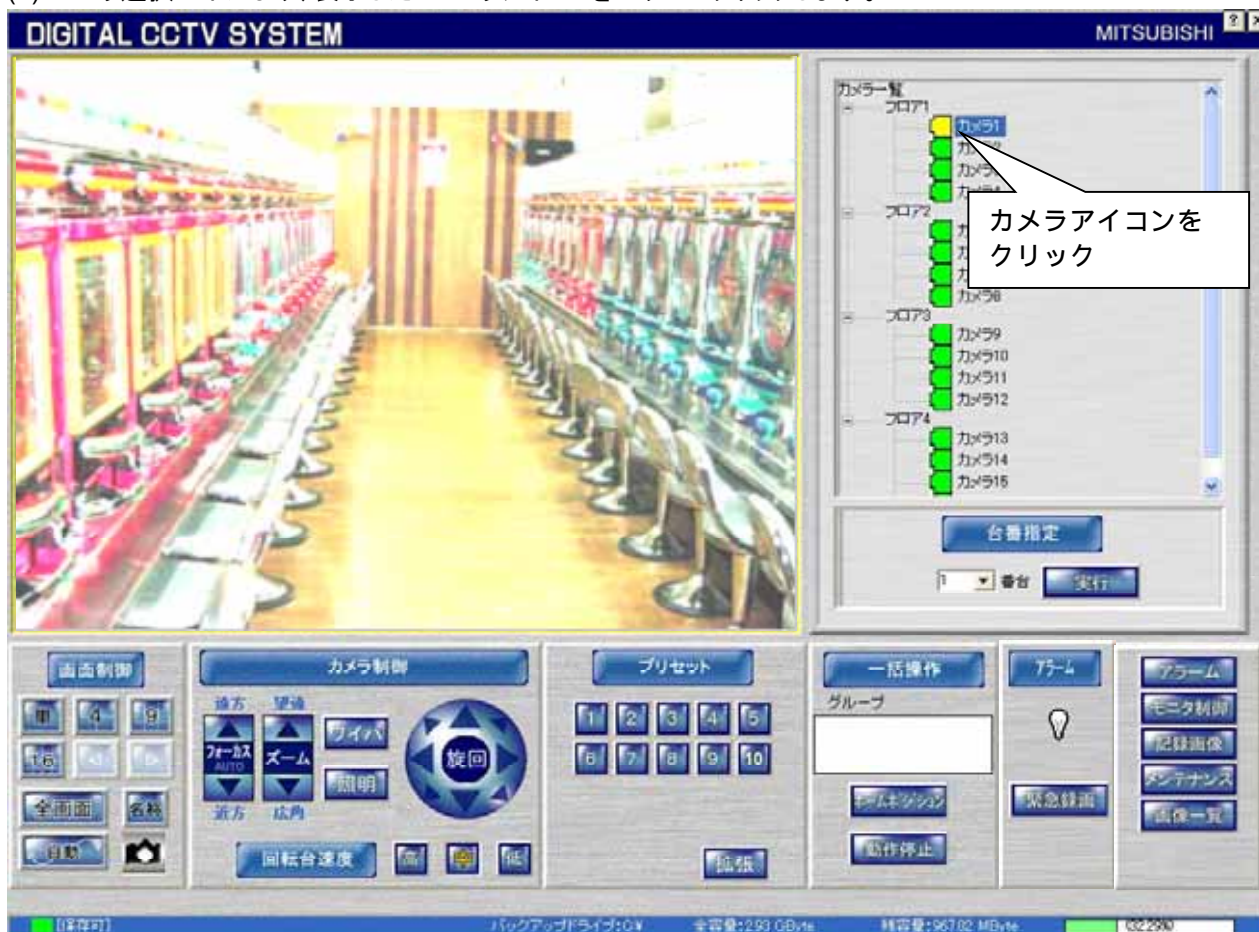 DIGITAL CCTV SYSTEM
MITSUBISHI
カメラ一覧
フロア1
カメラ1
カメラアイコンを
クリック
フロア2
カメラ8
フロア3
カメラ9
カメラ10
カメラ11
カメラ12
フロア4
カメラ13
カメラ14
カメラ15
台番指定
1 番台 実行
画面制御
単 4 9
16
全画面 名称
自動
カメラ制御
遠方 望遠
フォーカス
AUTO
ズーム
近方 広角
ワイパ
照明
旋回
回転台速度 高 中 低
プリセット
1 2 3 4 5
6 7 8 9 10
拡張
一括操作
グループ
ホームポジション
動作停止
アラーム
緊急録画
アラーム
モニタ制御
記録画像
メンテナンス
画像一覧
[保存可]
バックアップドライブ:G¥
全容量:2.93 GByte
残容量:967.02 MByte
(32.29%)